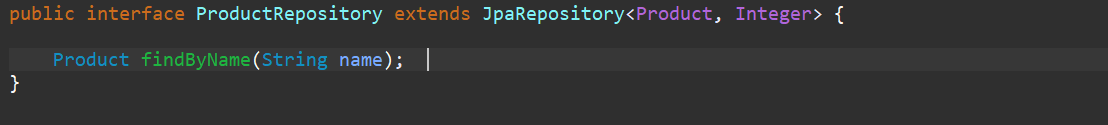 public interface ProductRepository extends JpaRepository<Product, Integer> {
    Product findByName(String name);
}